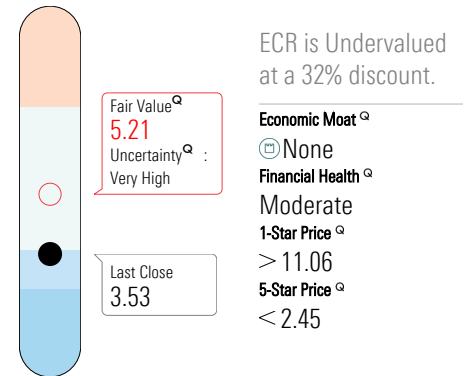 Fair Value Q
5.21
Uncertainty Q :
Very High
Last Close
3.53
ECR is Undervalued
at a 32% discount.
Economic Moat Q
None
Financial Health Q
Moderate
1-Star Price Q
> 11.06
5-Star Price Q
< 2.45